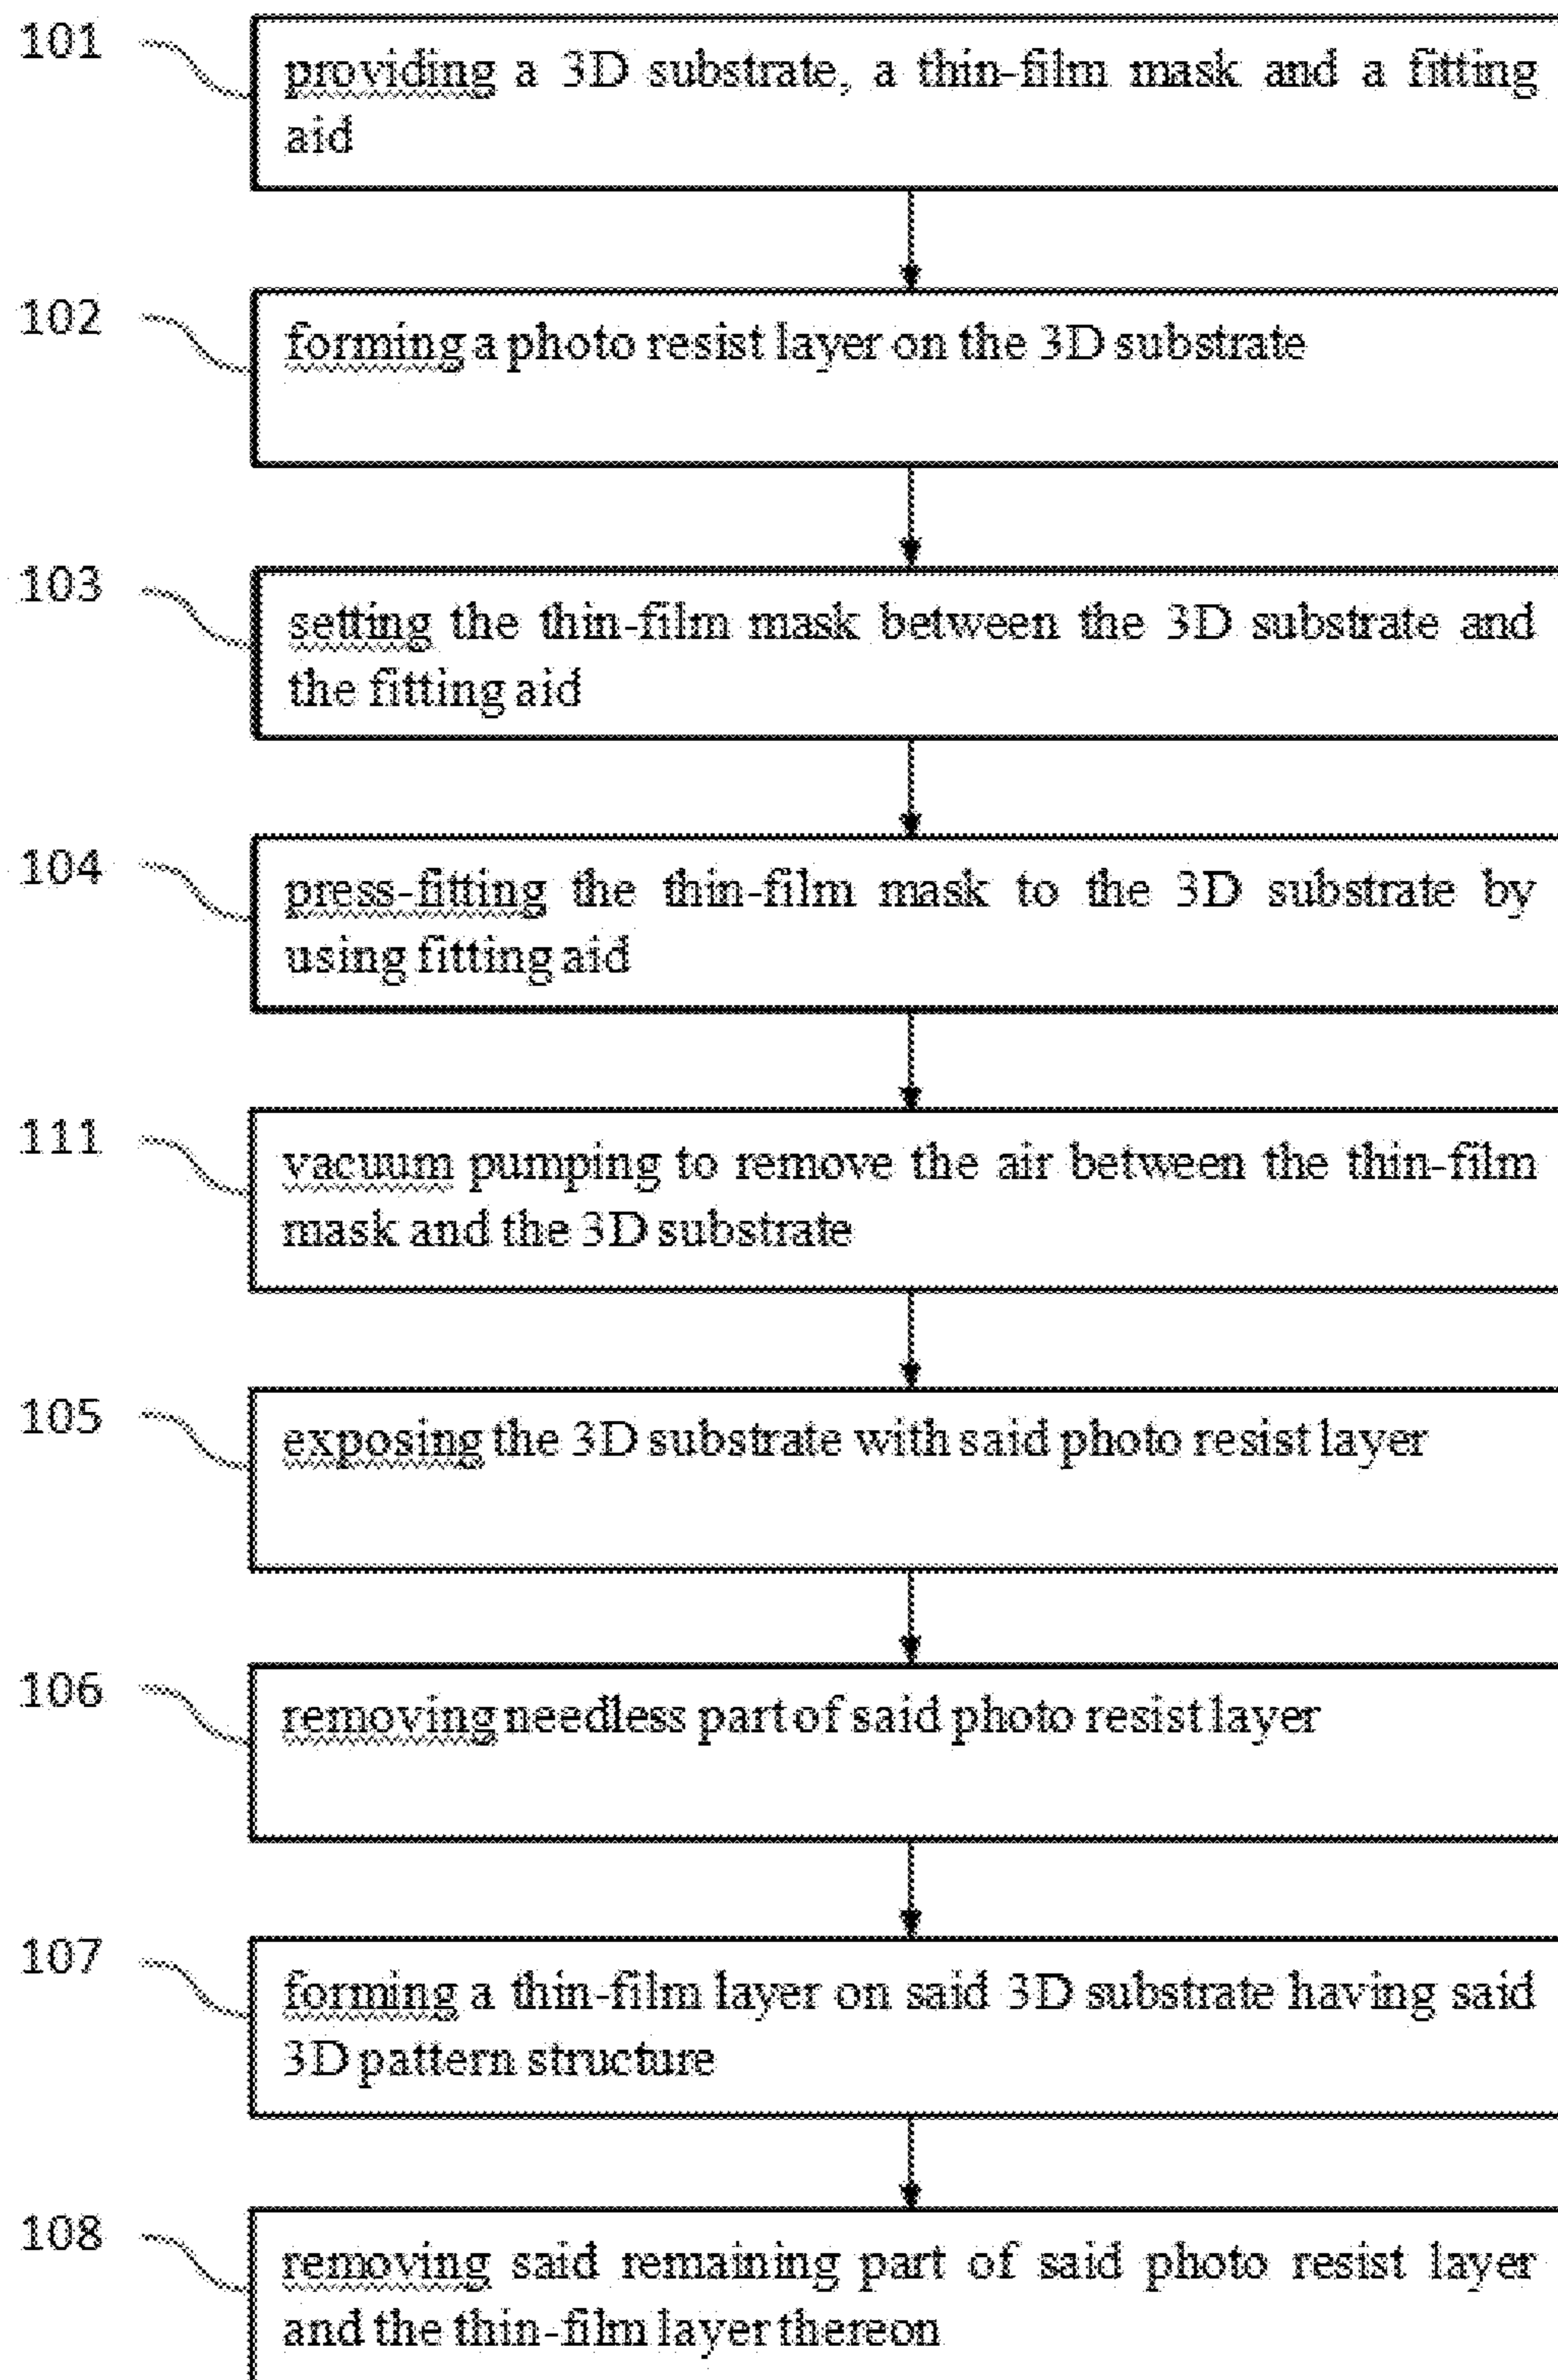 101
providing a 3D substrate, a thin-film mask and a fitting
aid
102
forming a photo resist layer on the 3D substrate
103
setting the thin-film mask between the 3D substrate and
the fitting aid
104
press-fitting the thin-film mask to the 3D substrate by
using fitting aid
111
vacuum pumping to remove the air between the thin-film
mask and the 3D substrate
105
exposing the 3D substrate with said photo resist layer
106
removing needless part of said photo resist layer
107
forming a thin-film layer on said 3D substrate having said
3D pattern structure
108
removing said remaining part of said photo resist layer
and the thin-film layer thereon